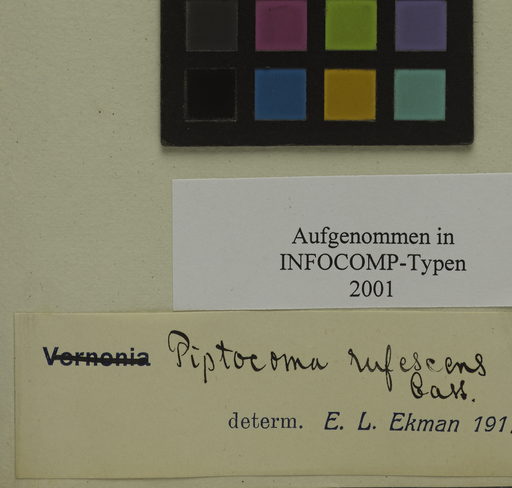 Aufgenommen in
INFOCOMP-Typen
2001
Vernonia Piptocoma rufescens
Cass.
determ. E. L. Ekman 191